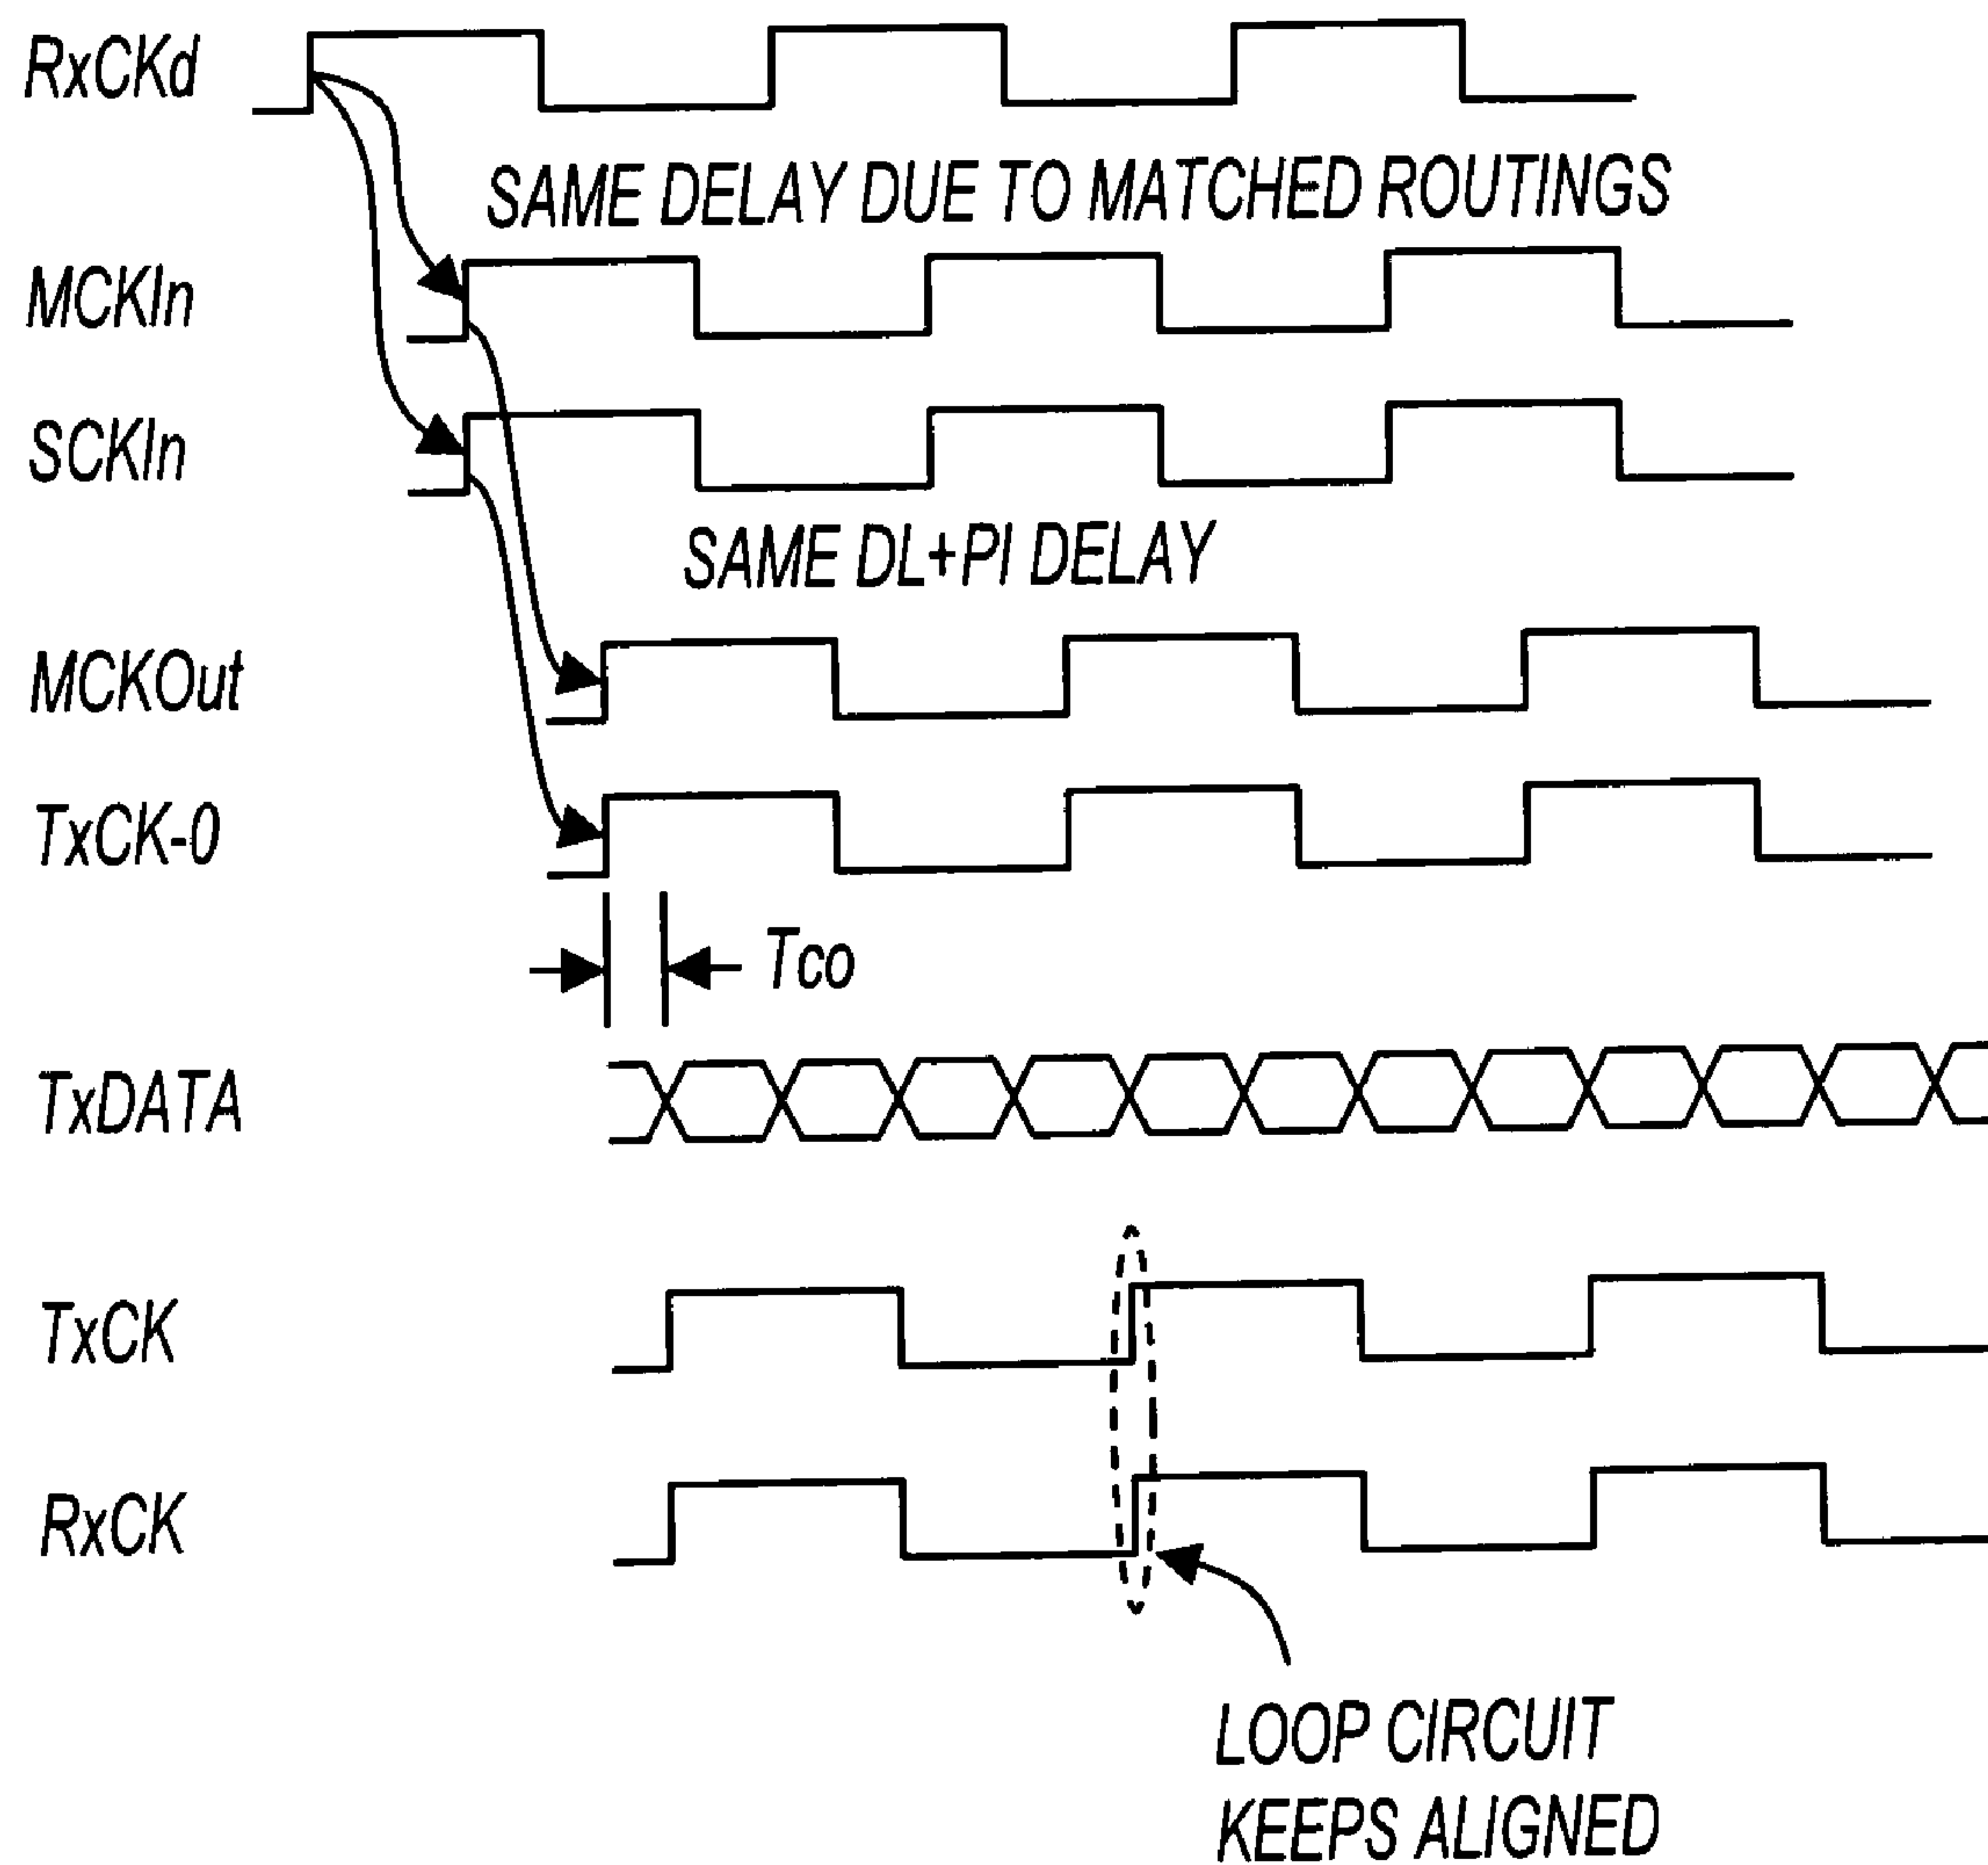 RxCKd
SAME DELAY DUE TO MATCHED ROUTINGS
MCKIn
SCKIn
SAME DL+PI DELAY
MCKOut
TxCK-0
Tco
TxDATA
TxCK
RxCK
LOOP CIRCUIT
KEEPS ALIGNED